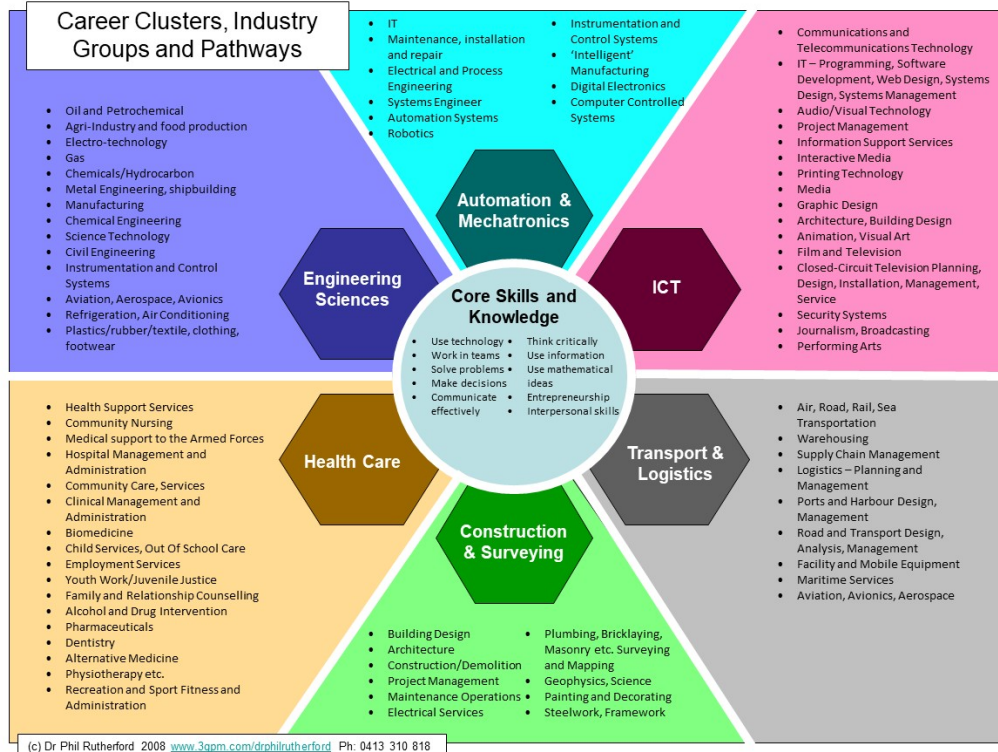 Career Clusters, Industry
Groups and Pathways
• IT
• Maintenance, installation
and repair
• Electrical and Process
Engineering
• Systems Engineer
• Automation Systems
• Robotics
• Instrumentation and
Control Systems
• ‘Intelligent’
Manufacturing
• Digital Electronics
• Computer Controlled
Systems
• Communications and
Telecommunications Technology
• IT – Programming, Software
Development, Web Design, Systems
Design, Systems Management
• Audio/Visual Technology
• Project Management
• Information Support Services
• Interactive Media
• Printing Technology
• Media
• Graphic Design
• Architecture, Building Design
• Animation, Visual Art
• Film and Television
• Closed-Circuit Television Planning,
Design, Installation, Management,
Service
• Security Systems
• Journalism, Broadcasting
• Performing Arts
• Oil and Petrochemical
• Agri-Industry and food production
• Electro-technology
• Gas
• Chemicals/Hydrocarbon
• Metal Engineering, shipbuilding
• Manufacturing
• Chemical Engineering
• Science Technology
• Civil Engineering
• Instrumentation and Control
Systems
• Aviation, Aerospace, Avionics
• Refrigeration, Air Conditioning
• Plastics/rubber/textile, clothing,
footwear
Automation &
Mechatronics
Engineering
Sciences
ICT
Core Skills and
Knowledge
• Use technology
• Work in teams
• Solve problems
• Make decisions
• Communicate
effectively
• Think critically
• Use information
• Use mathematical
ideas
• Entrepreneurship
• Interpersonal skills
Health Care
Transport &
Logistics
Construction
& Surveying
• Health Support Services
• Community Nursing
• Medical support to the Armed Forces
• Hospital Management and
Administration
• Community Care, Services
• Clinical Management and
Administration
• Biomedicine
• Child Services, Out Of School Care
• Employment Services
• Youth Work/Juvenile Justice
• Family and Relationship Counselling
• Alcohol and Drug Intervention
• Pharmaceuticals
• Dentistry
• Alternative Medicine
• Physiotherapy etc.
• Recreation and Sport Fitness and
Administration
• Air, Road, Rail, Sea
Transportation
• Warehousing
• Supply Chain Management
• Logistics – Planning and
Management
• Ports and Harbour Design,
Management
• Road and Transport Design,
Analysis, Management
• Facility and Mobile Equipment
• Maritime Services
• Aviation, Avionics, Aerospace
• Building Design
• Architecture
• Construction/Demolition
• Project Management
• Maintenance Operations
• Electrical Services
• Plumbing, Bricklaying,
Masonry etc. Surveying
and Mapping
• Geophysics, Science
• Painting and Decorating
• Steelwork, Framework
(c) Dr Phil Rutherford 2008 www.3gpm.com/drphilrutherford Ph: 0413 310 818